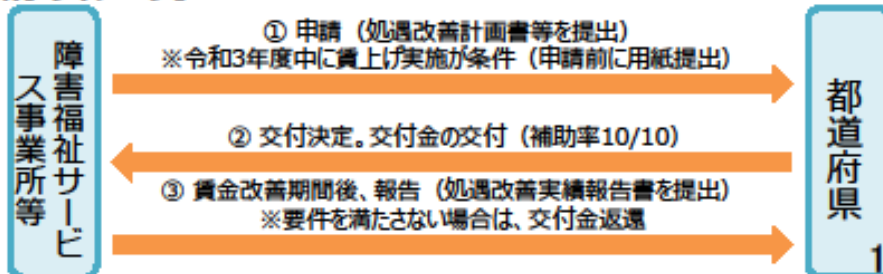 障害福祉サービ
ス事業所等
① 申請（処遇改善計画書等を提出）
※令和3年度中に賃上げ実施が条件（申請前に用紙提出）
② 交付決定。交付金の交付（補助率10/10）
③ 賃金改善期間後、報告（処遇改善実績報告書を提出）
※要件を満たさない場合は、交付金返還
都道府県
1